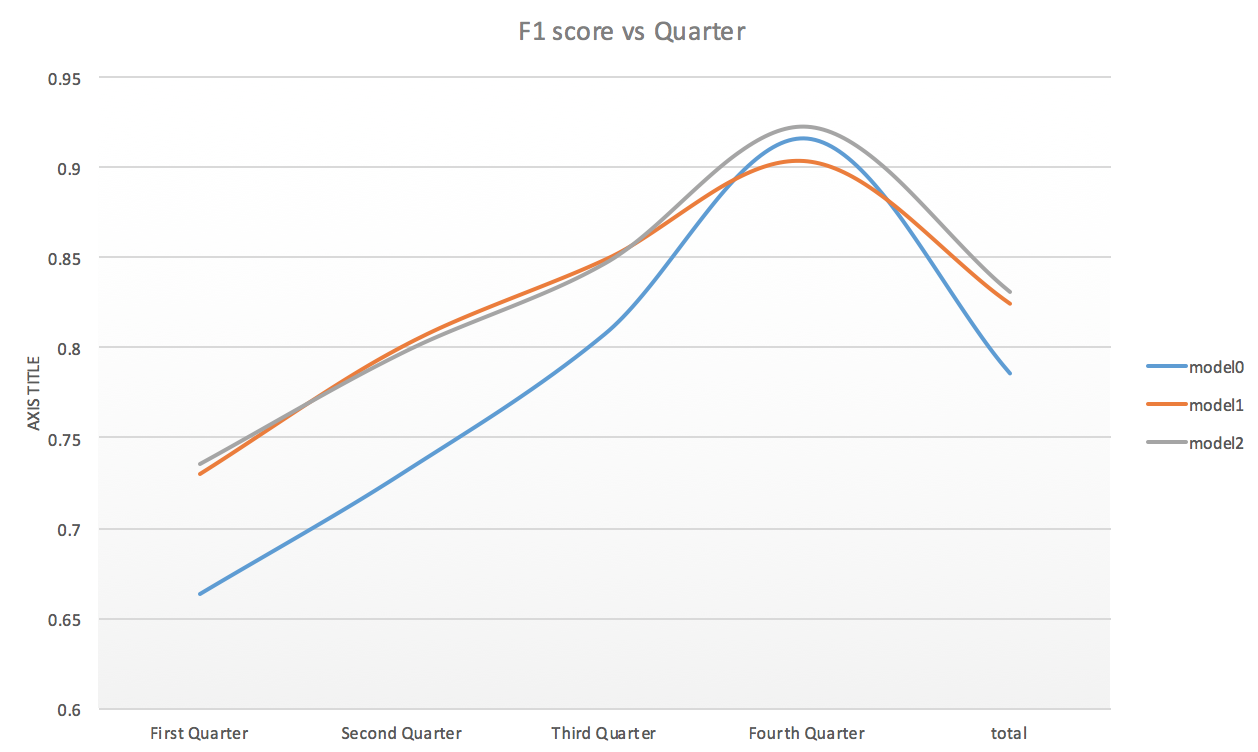 F1 score vs Quarter
0.95
0.9
0.85
0.8
0.75
0.7
0.65
0.6
AXIS TITLE
First Quarter Second Quarter Third Quarter Fourth Quarter total
model0
model1
model2